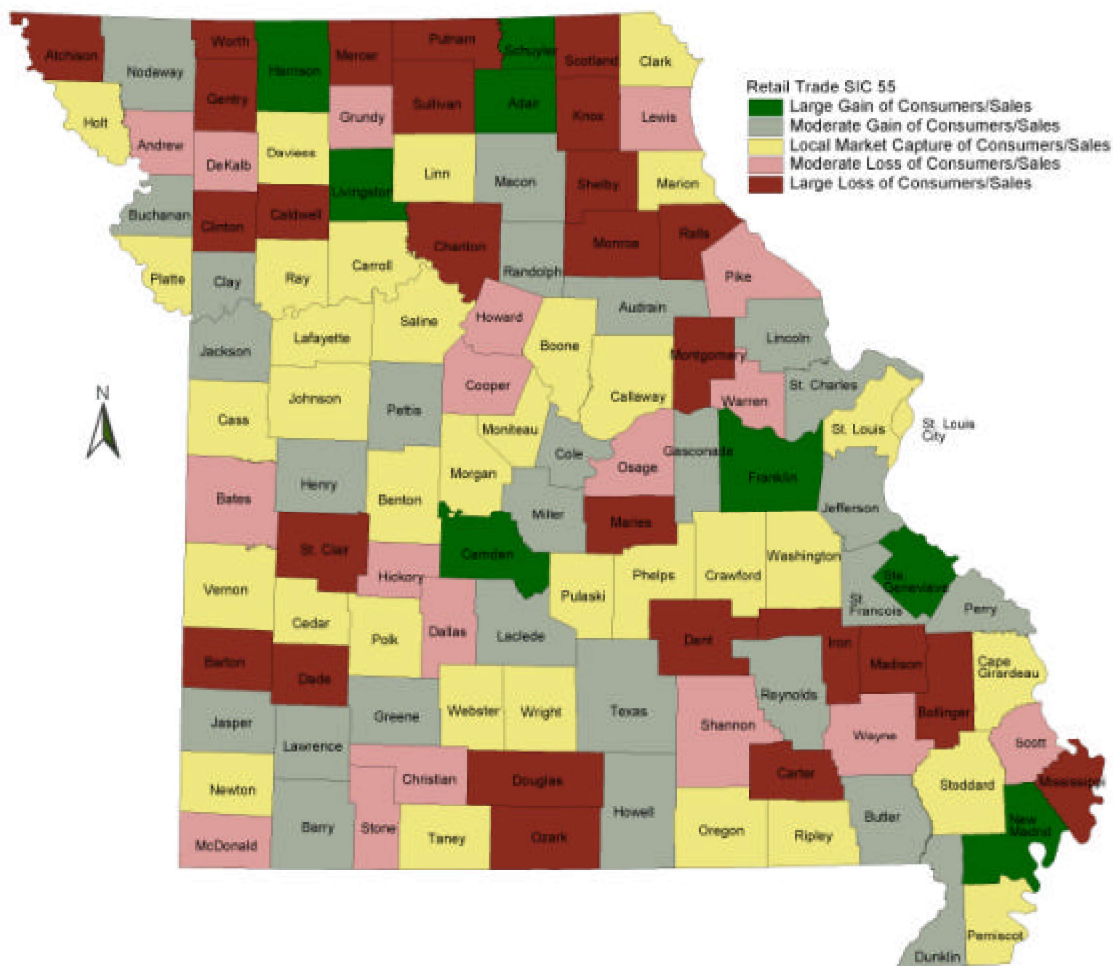 Retail Trade SIC 55
Large Gain of Consumers/Sales
Moderate Gain of Consumers/Sales
Local Market Capture of Consumers/Sales
Moderate Loss of Consumers/Sales
Large Loss of Consumers/Sales
N
Atchison
Nodaway
Worth
Harrison
Mercer
Putnam
Schuyler
Scotland
Clark
Holt
Gentry
Grundy
Sullivan
Adair
Knox
Lewis
Andrew
DeKalb
Daviess
Livingston
Linn
Macon
Shelby
Marion
Buchanan
Clinton
Caldwell
Chariton
Monroe
Ralls
Platte
Clay
Ray
Carroll
Randolph
Pike
Audrain
Jackson
Lafayette
Saline
Howard
Boone
Montgomery
Lincoln
Cass
Johnson
Pettis
Cooper
Callaway
Warren
St. Charles
Moniteau
St. Louis
St. Louis
City
Bates
Henry
Benton
Morgan
Cole
Osage
Gasconade
Franklin
Jefferson
Miller
Maries
St. Clair
Camden
Vernon
Hickory
Pulaski
Phelps
Crawford
Washington
Ste.
Genevieve
St.
Francois
Perry
Cedar
Polk
Dallas
Laclede
Dent
Iron
Madison
Cape
Girardeau
Barton
Dade
Bollinger
Jasper
Greene
Webster
Wright
Texas
Shannon
Reynolds
Wayne
Scott
Lawrence
Newton
Christian
Douglas
Carter
Stoddard
Mississippi
Howell
Butler
New
Madrid
McDonald
Barry
Stone
Taney
Ozark
Oregon
Ripley
Pemiscot
Dunklin